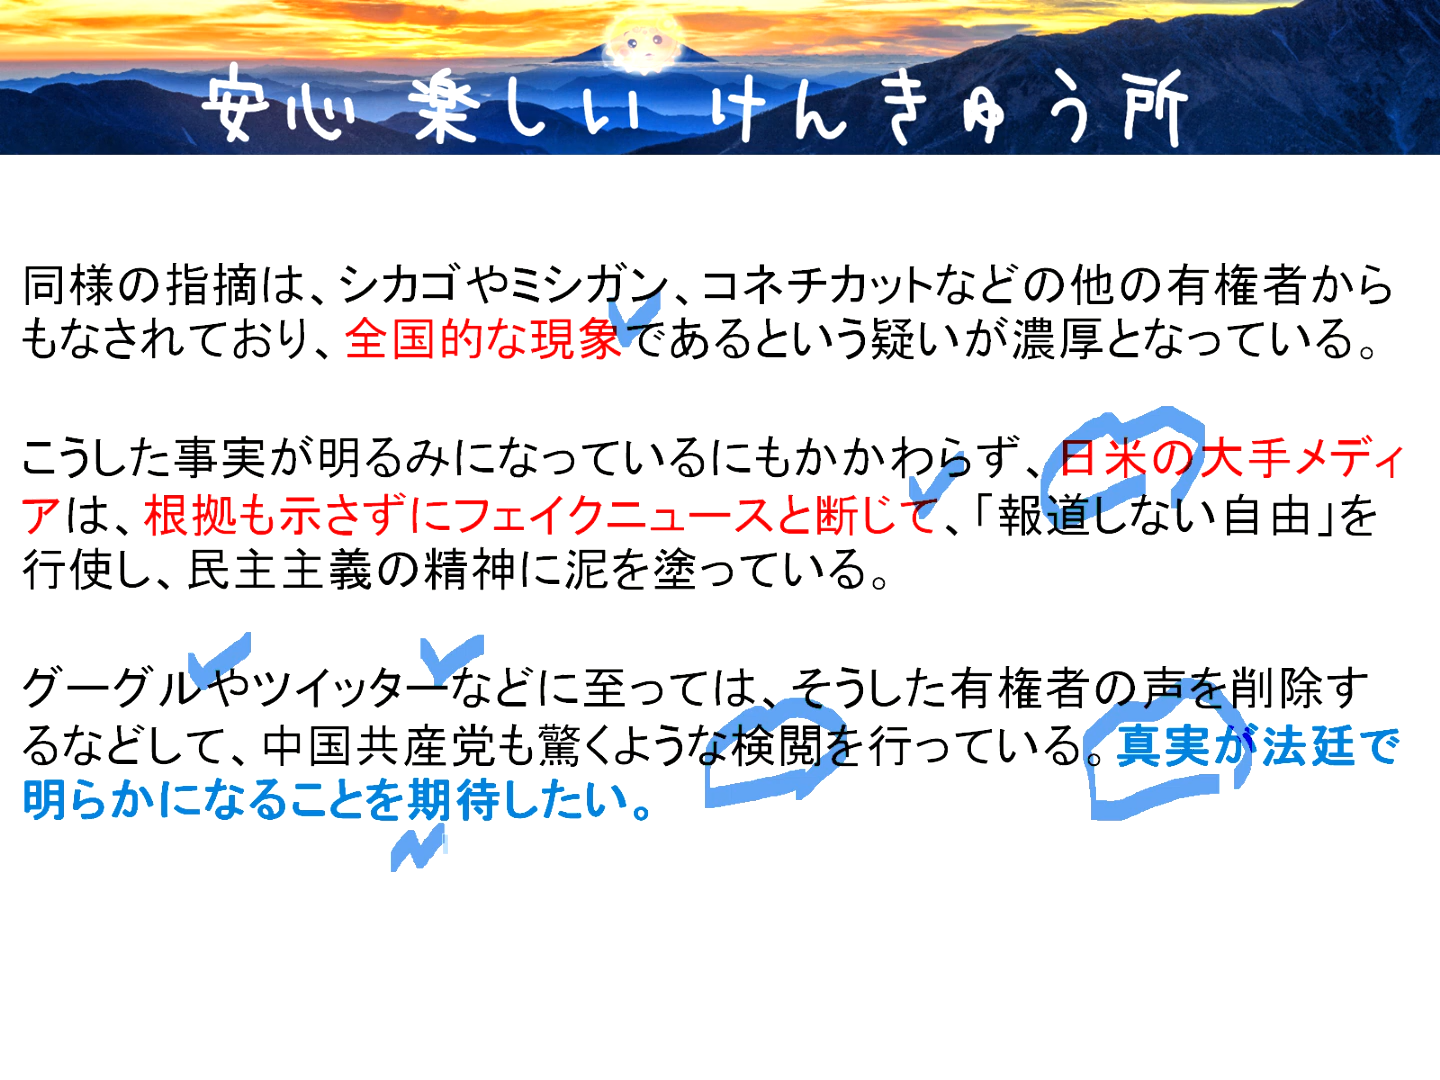 安心 楽しい けんきゅう所
同様の指摘は、シカゴやミシガン、コネチカットなどの他の有権者から
もなされており、全国的な現象であるという疑いが濃厚となっている。
こうした事実が明るみになっているにもかかわらず、日米の大手メディ
アは、根拠も示さずにフェイクニュースと断じて、「報道しない自由」を
行使し、民主主義の精神に泥を塗っている。
グーグルやツイッターなどに至っては、そうした有権者の声を削除す
るなどして、中国共産党も驚くような検閲を行っている。真実が法廷で
明らかになることを期待したい。